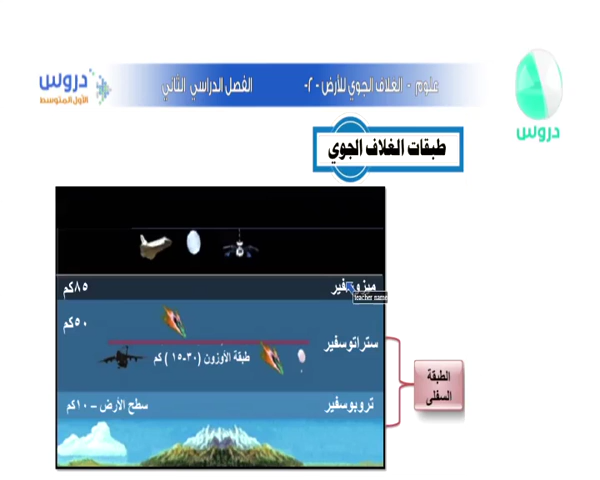 دروس
الأول المتوسط
علوم - الغلاف الجوي للأرض - ٢-
الفصل الدراسي الثاني
دروس
طبقات الغلاف الجوي
٨٥كم
teacher name
٥٠كم
ستراتوسفير
طبقة الأوزون (٣٠-١٥ ) كم
الطبقة
السفلى
تروبوسفير
سطح الأرض – ١٠كم